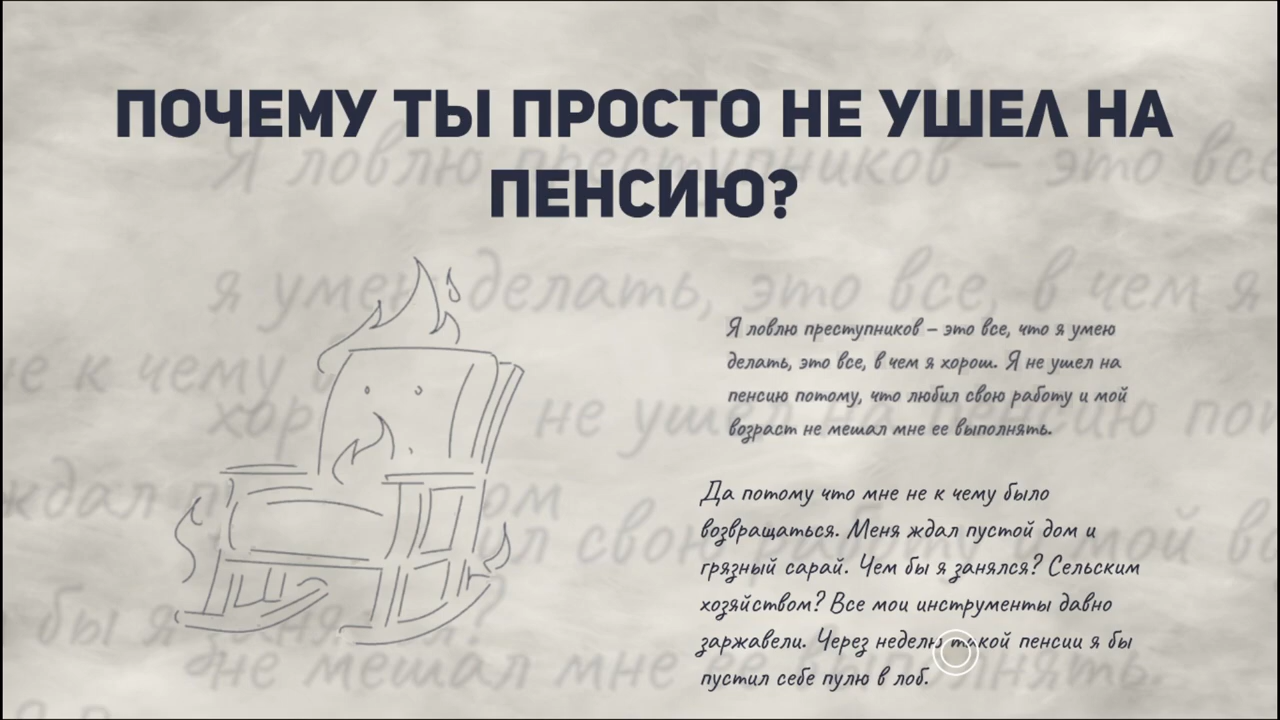 ПОЧЕМУ ТЫ ПРОСТО НЕ УШЕЛ НА
ПЕНСИЮ?
Я ловлю преступников – это все, что я умею
делать, это все, в чем я хорош. Я не ушел на
пенсию потому, что любил свою работу и мой
возраст не мешал мне ее выполнять.
Да потому что мне не к чему было
возвращаться. Меня ждал пустой дом и
грязный сарай. Чем бы я занялся? Сельским
хозяйством? Все мои инструменты давно
заржавели. Через неделю такой пенсии я бы
пустил себе пулю в лоб.